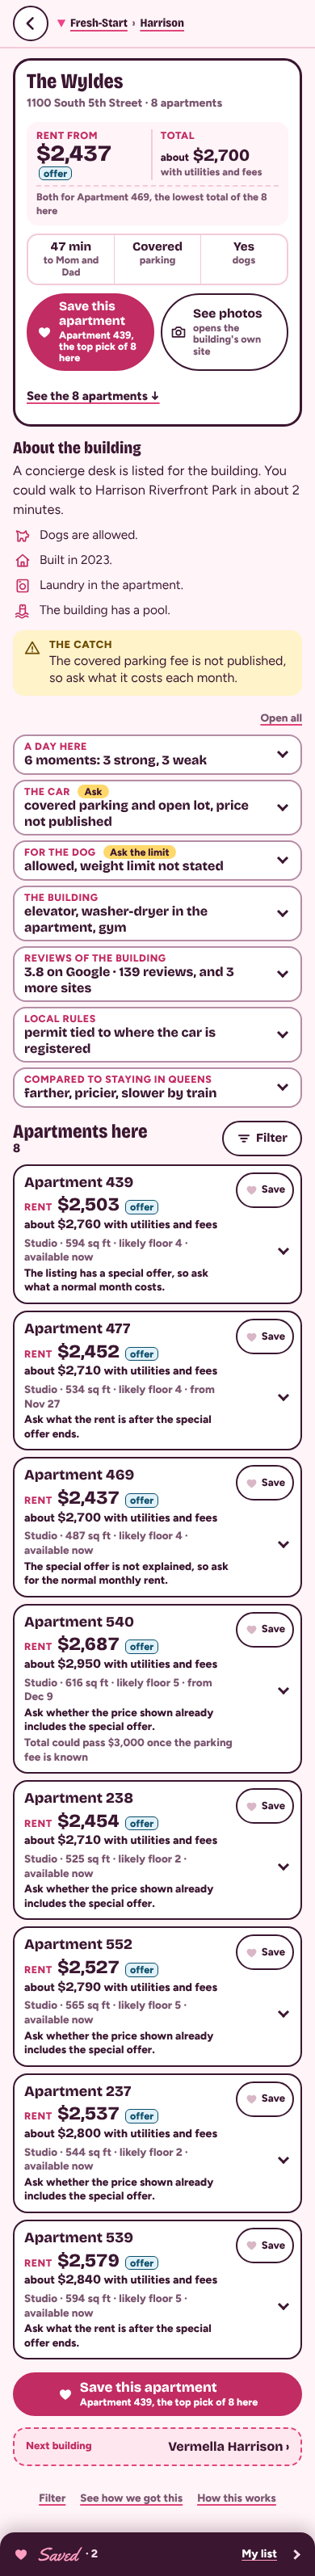 Fresh-Start › Harrison
The Wyldes
1100 South 5th Street · 8 apartments
RENT FROM
$2,437
offer
TOTAL
about $2,700
with utilities and fees
Both for Apartment 469, the lowest total of the 8
here
47 min
to Mom and
Dad
Covered
parking
Yes
dogs
Save this
apartment
Apartment 439,
the top pick of 8
here
See photos
opens the
building's own
site
See the 8 apartments ↓
About the building
A concierge desk is listed for the building. You
could walk to Harrison Riverfront Park in about 2
minutes.
Dogs are allowed.
Built in 2023.
Laundry in the apartment.
The building has a pool.
THE CATCH
The covered parking fee is not published,
so ask what it costs each month.
Open all
A DAY HERE
6 moments: 3 strong, 3 weak
THE CAR Ask
covered parking and open lot, price
not published
FOR THE DOG Ask the limit
allowed, weight limit not stated
THE BUILDING
elevator, washer-dryer in the
apartment, gym
REVIEWS OF THE BUILDING
3.8 on Google · 139 reviews, and 3
more sites
LOCAL RULES
permit tied to where the car is
registered
COMPARED TO STAYING IN QUEENS
farther, pricier, slower by train
Apartments here
8
Filter
Apartment 439
Save
RENT $2,503 offer
about $2,760 with utilities and fees
Studio · 594 sq ft · likely floor 4 ·
available now
The listing has a special offer, so ask
what a normal month costs.
Apartment 477
Save
RENT $2,452 offer
about $2,710 with utilities and fees
Studio · 534 sq ft · likely floor 4 · from
Nov 27
Ask what the rent is after the special
offer ends.
Apartment 469
Save
RENT $2,437 offer
about $2,700 with utilities and fees
Studio · 487 sq ft · likely floor 4 ·
available now
The special offer is not explained, so ask
for the normal monthly rent.
Apartment 540
Save
RENT $2,687 offer
about $2,950 with utilities and fees
Studio · 616 sq ft · likely floor 5 · from
Dec 9
Ask whether the price shown already
includes the special offer.
Total could pass $3,000 once the parking
fee is known
Apartment 238
Save
RENT $2,454 offer
about $2,710 with utilities and fees
Studio · 525 sq ft · likely floor 2 ·
available now
Ask whether the price shown already
includes the special offer.
Apartment 552
Save
RENT $2,527 offer
about $2,790 with utilities and fees
Studio · 565 sq ft · likely floor 5 ·
available now
Ask whether the price shown already
includes the special offer.
Apartment 237
Save
RENT $2,537 offer
about $2,800 with utilities and fees
Studio · 544 sq ft · likely floor 2 ·
available now
Ask whether the price shown already
includes the special offer.
Apartment 539
Save
RENT $2,579 offer
about $2,840 with utilities and fees
Studio · 594 sq ft · likely floor 5 ·
available now
Ask what the rent is after the special
offer ends.
Save this apartment
Apartment 439, the top pick of 8 here
Next building
Vermella Harrison ›
Filter
See how we got this
How this works
Saved · 2
My list